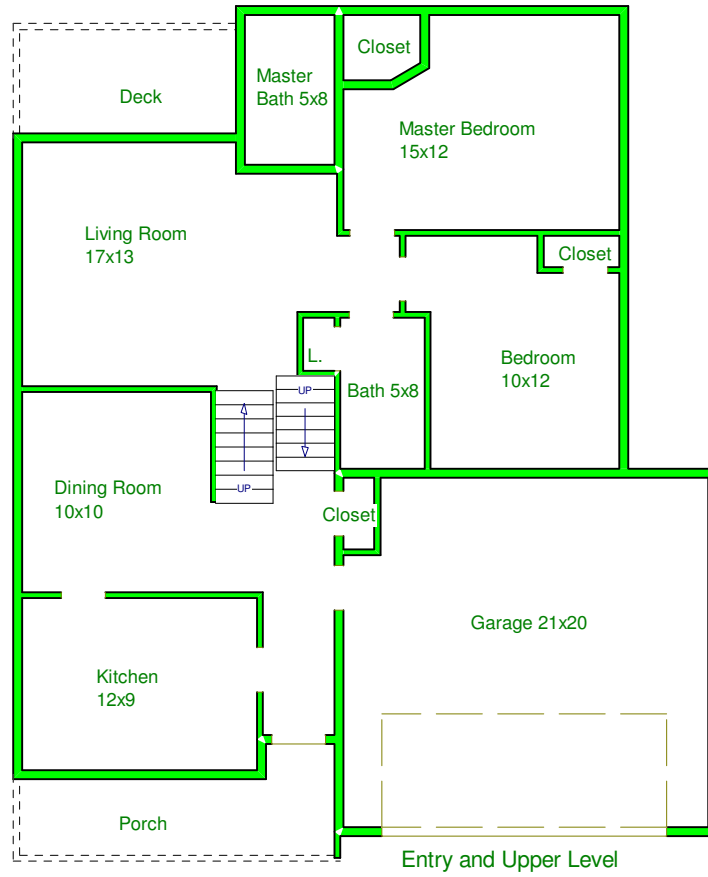 Closet
Master
Bath 5x8
Deck
Master Bedroom
15x12
Living Room
17x13
Closet
L.
Bedroom
10x12
UP
Bath 5x8
UP
Dining Room
10x10
Closet
Garage 21x20
Kitchen
12x9
Porch
Entry and Upper Level